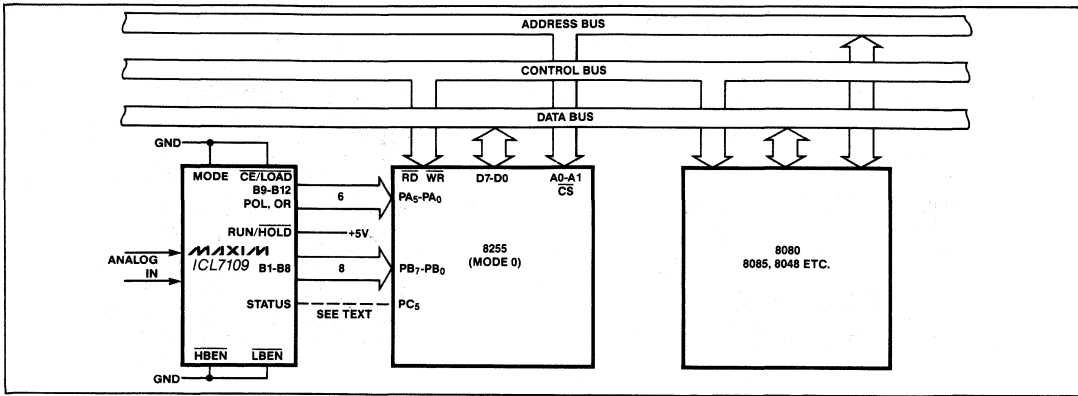 ADDRESS BUS
CONTROL BUS
DATA BUS
GND
MODE CE/LOAD
B9-B12
POL, OR
6
RUN/HOLD
+5V
MAXIM
ICL7109
ANALOG
IN
B1-B8
8
STATUS
SEE TEXT
HBEN LBEN
GND
RD WR D7-D0 A0-A1
CS
PA5-PA0
8255
(MODE 0)
PB7-PB0
PC5
8080
8085, 8048 ETC.